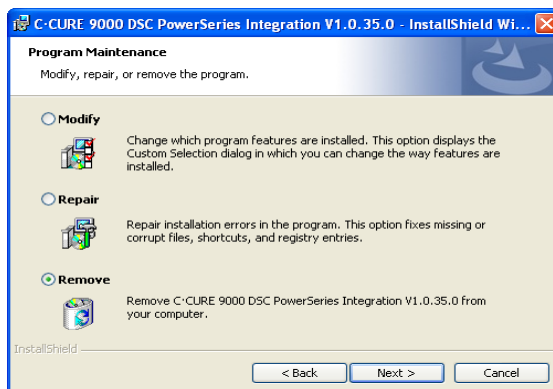 C·CURE 9000 DSC PowerSeries Integration V1.0.35.0 - InstallShield Wi...
Program Maintenance
Modify, repair, or remove the program.
Modify
Change which program features are installed. This option displays the
Custom Selection dialog in which you can change the way features are
installed.
Repair
Repair installation errors in the program. This option fixes missing or
corrupt files, shortcuts, and registry entries.
Remove
Remove C·CURE 9000 DSC PowerSeries Integration V1.0.35.0 from
your computer.
InstallShield
< Back
Next >
Cancel